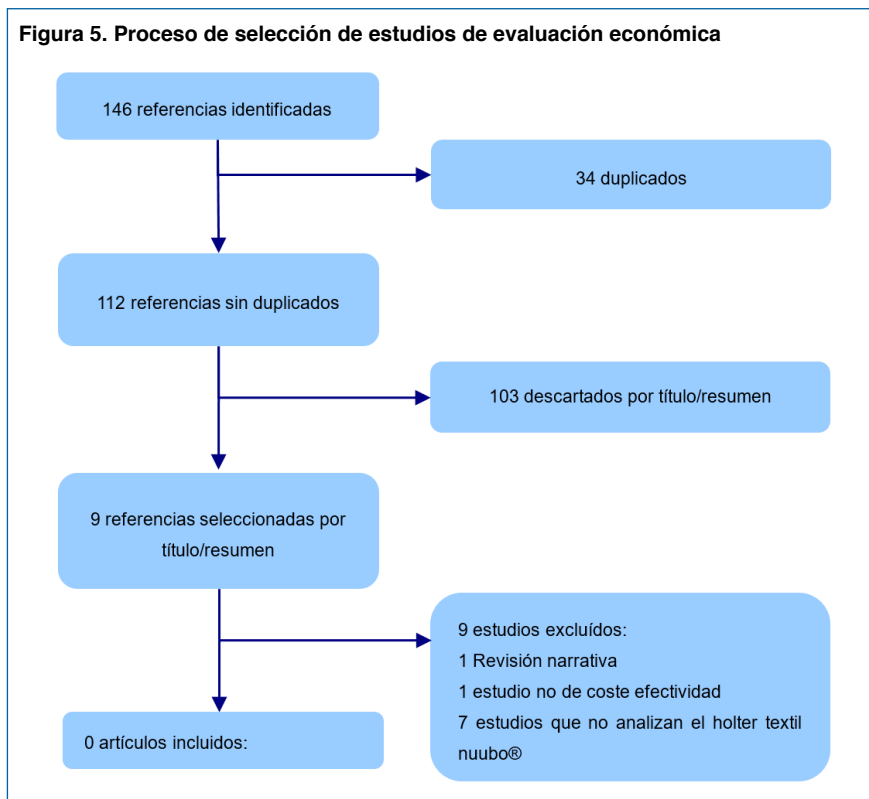 Figura 5. Proceso de selección de estudios de evaluación económica
146 referencias identificadas
34 duplicados
112 referencias sin duplicados
103 descartados por título/resumen
9 referencias seleccionadas por
título/resumen
9 estudios excluídos:
1 Revisión narrativa
1 estudio no de coste efectividad
7 estudios que no analizan el holter textil
nuubo®
0 artículos incluidos: